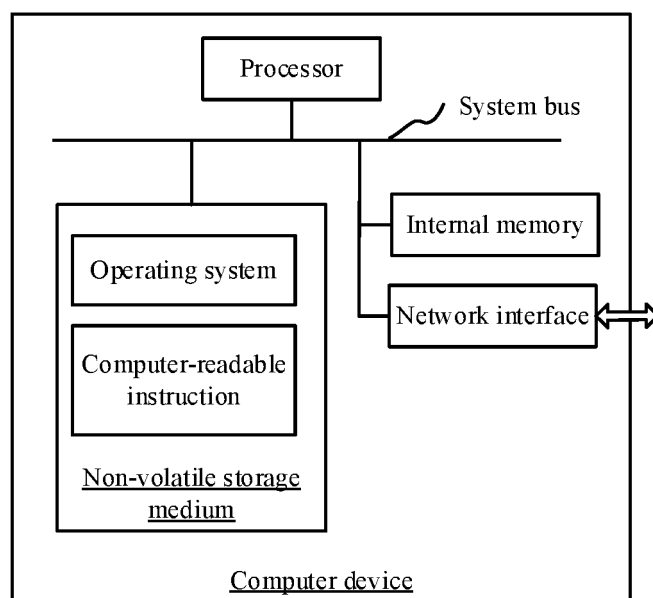 Processor
System bus
Internal memory
Operating system
Network interface
Computer-readable
instruction
Non-volatile storage
medium
Computer device